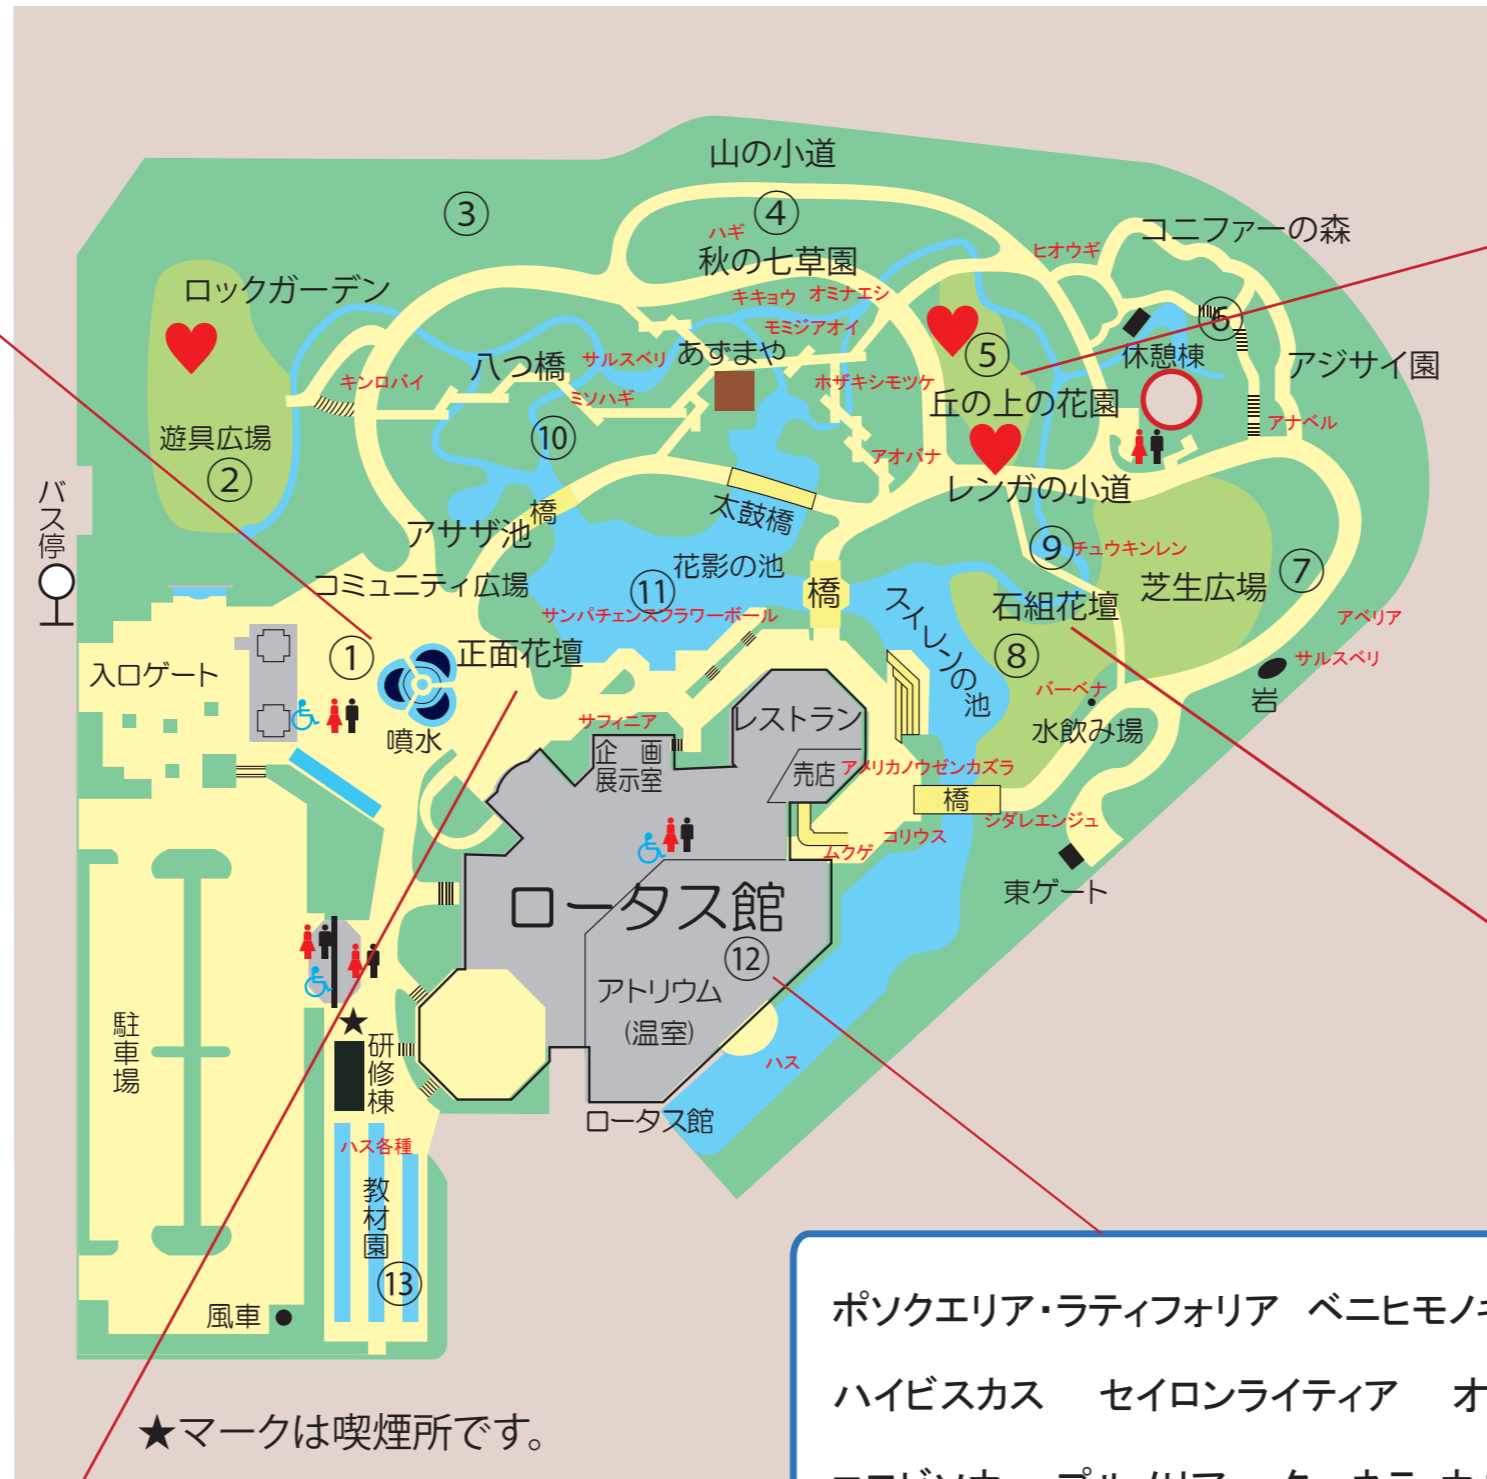 山の小道
③
④
ハギ
コニファーの森
ヒオウギ
秋の七草園
ロックガーデン
キキョウ
オミナエシ
モミジアオイ
⑥
あずまや
⑤
休憩棟
八つ橋
サルスベリ
アジサイ園
キンロバイ
ホザキシモツケ
ミソハギ
丘の上の花園
アナベル
遊具広場
⑩
アオバナ
②
レンガの小道
バス停
太鼓橋
橋
アサザ池
⑨
チュウキンレン
花影の池
コミュニティ広場
⑪
橋
芝生広場
⑦
スイレンの池
石組花壇
サンパチェンスフラワーボール
アベリア
①
正面花壇
⑧
サルスベリ
入口ゲート
バーベナ
岩
噴水
サフィニア
レストラン
水飲み場
企画
展示室
売店
アメリカノウゼンカズラ
橋
シダレエンジュ
コリウス
ムクゲ
東ゲート
ロータス館
⑫
アトリウム
(温室)
駐車場
★
研修棟
ハス
ロータス館
ハス各種
教材園
⑬
風車
★マークは喫煙所です。
ポソクエリア・ラティフォリア ベニヒモノ
ハイビスカス セイロンライティア オ